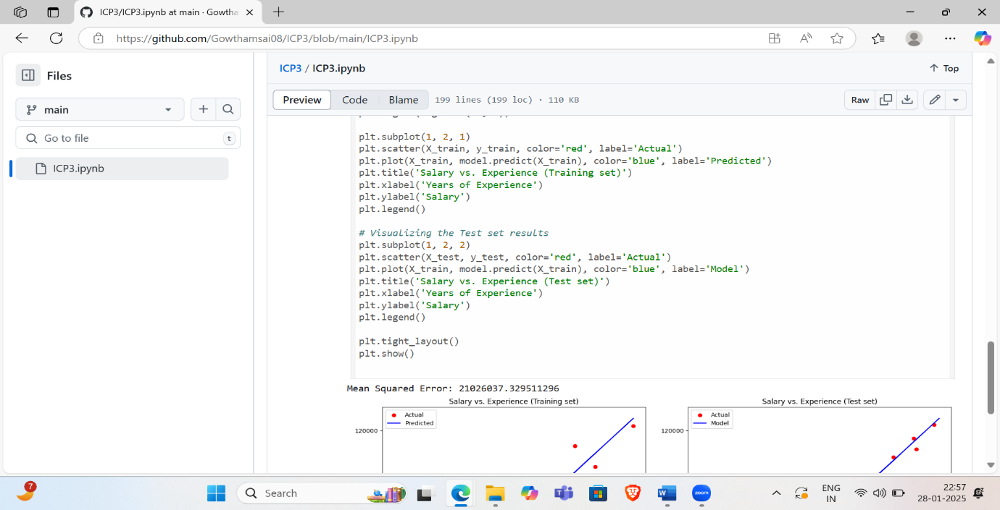 ICP3/ICP3.ipynb at main · Gowtha
https://github.com/Gowthamsai08/ICP3/blob/main/ICP3.ipynb
Files
main
Go to file
t
ICP3.ipynb
ICP3 / ICP3.ipynb
Top
Preview
Code
Blame
199 lines (199 loc) · 110 KB
Raw
plt.subplot(1, 2, 1)
plt.scatter(X_train, y_train, color='red', label='Actual')
plt.plot(X_train, model.predict(X_train), color='blue', label='Predicted')
plt.title('Salary vs. Experience (Training set)')
plt.xlabel('Years of Experience')
plt.ylabel('Salary')
plt.legend()
# Visualizing the Test set results
plt.subplot(1, 2, 2)
plt.scatter(X_test, y_test, color='red', label='Actual')
plt.plot(X_train, model.predict(X_train), color='blue', label='Model')
plt.title('Salary vs. Experience (Test set)')
plt.xlabel('Years of Experience')
plt.ylabel('Salary')
plt.legend()
plt.tight_layout()
plt.show()
Mean Squared Error: 21026037.329511296
Salary vs. Experience (Training set)
Actual
Predicted
120000
Salary vs. Experience (Test set)
Actual
Model
120000
7
Search
zoom
ENG
IN
22:57
28-01-2025